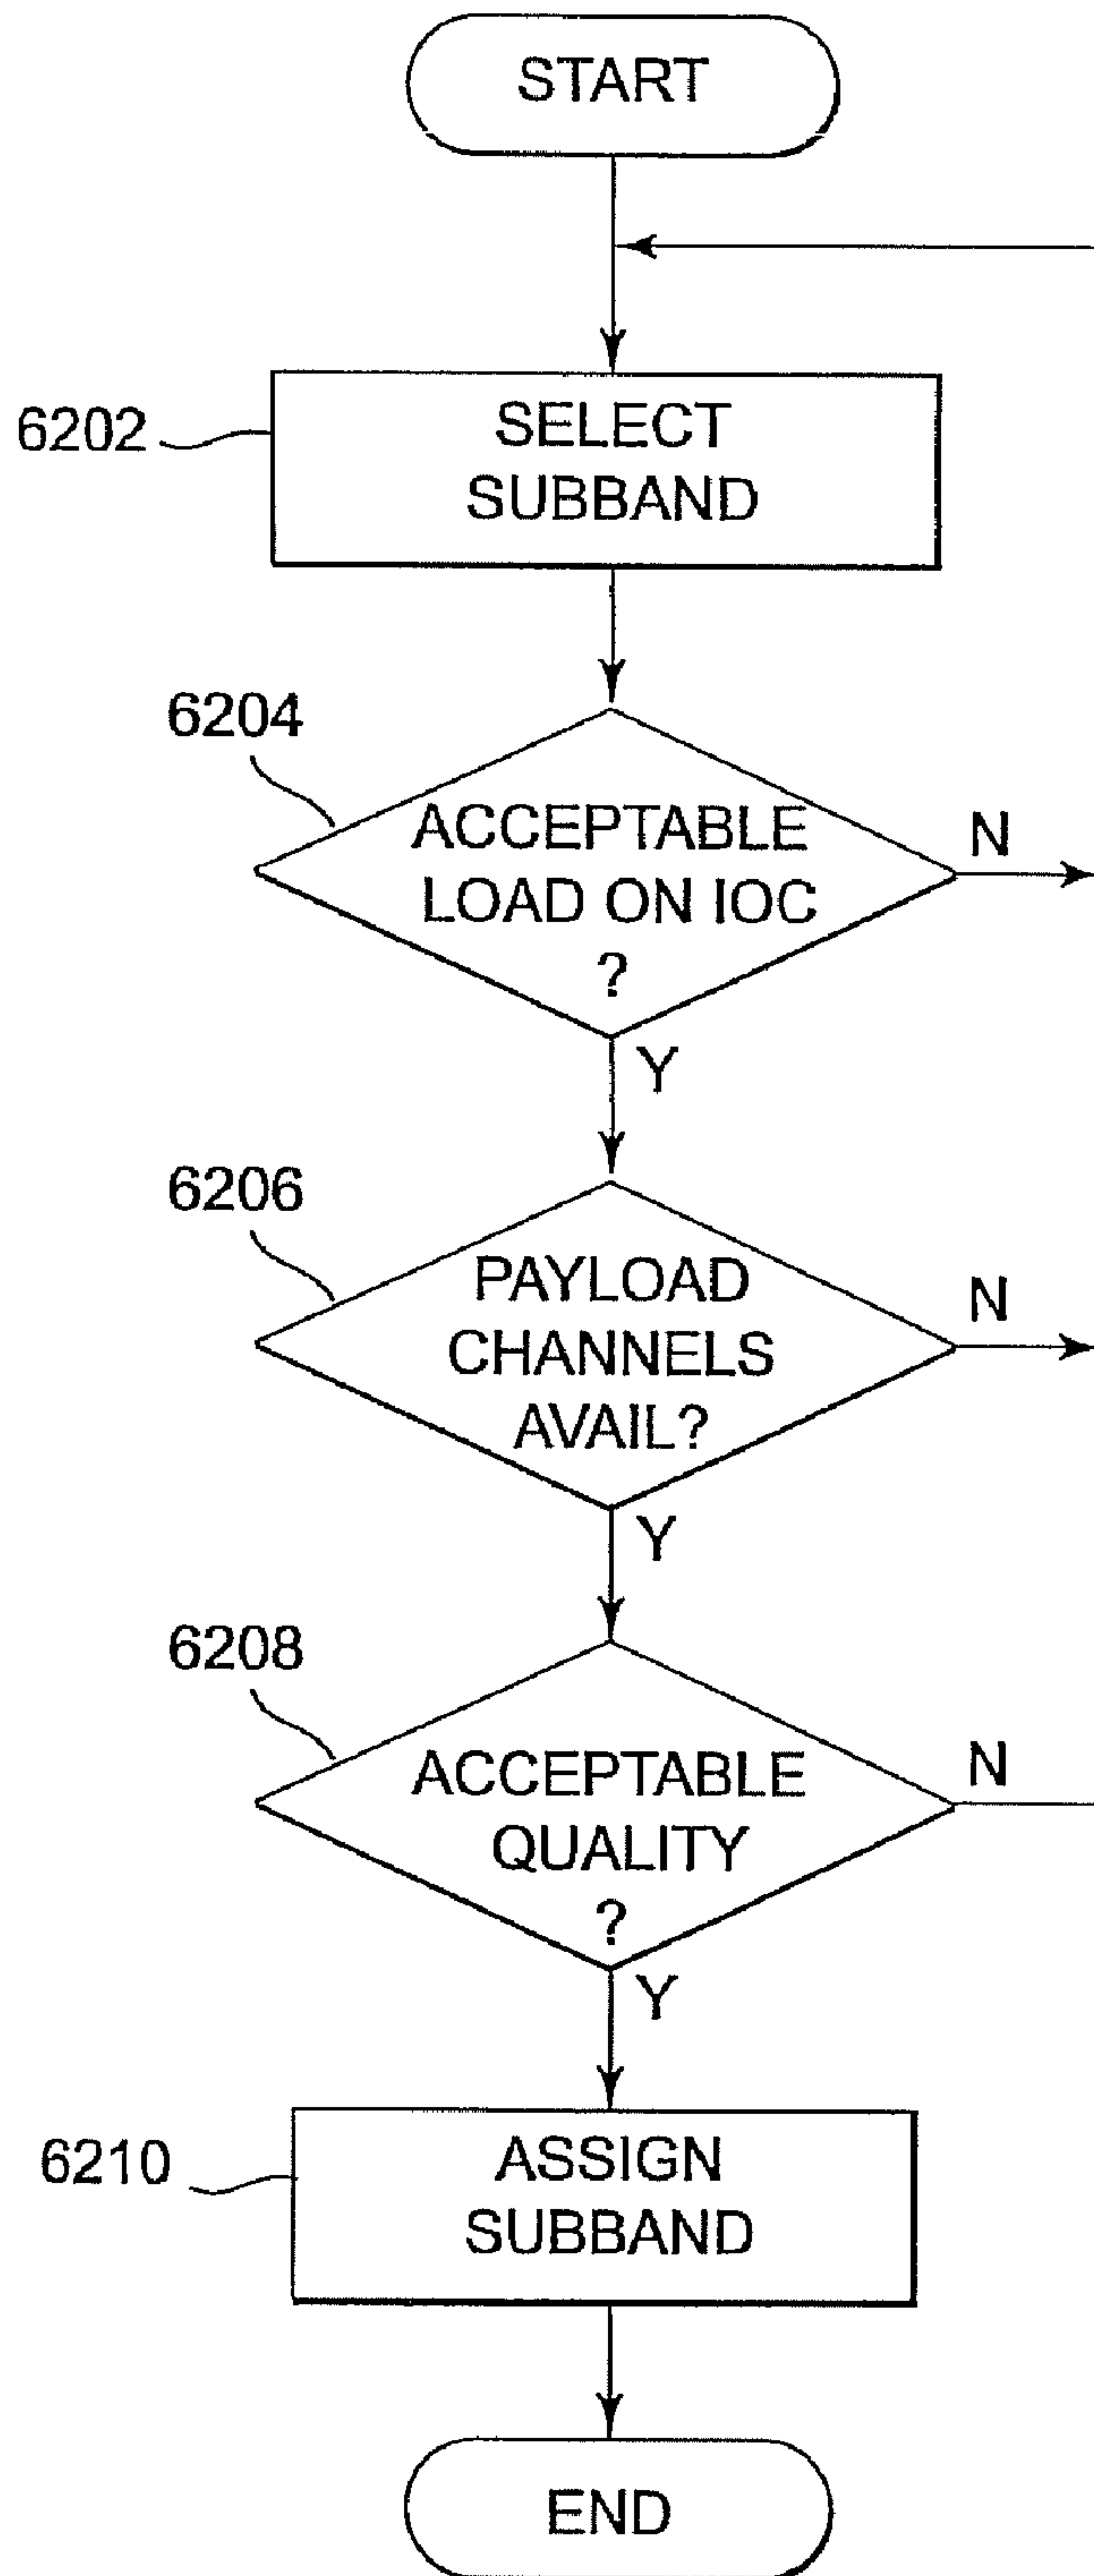 START
6202
SELECT
SUBBAND
6204
ACCEPTABLE
LOAD ON IOC
?
N
Y
6206
PAYLOAD
CHANNELS
AVAIL?
N
Y
6208
ACCEPTABLE
QUALITY
?
N
Y
6210
ASSIGN
SUBBAND
END